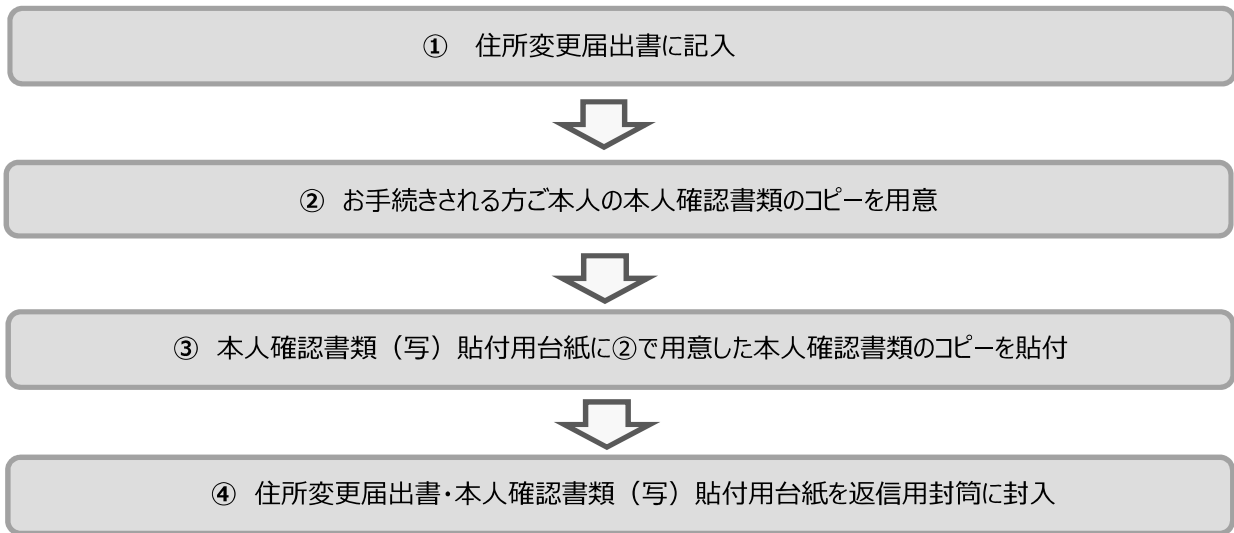 ① 住所変更届出書に記入
② お手続きされる方ご本人の本人確認書類のコピーを用意
③ 本人確認書類（写）貼付用台紙に②で用意した本人確認書類のコピーを貼付
④ 住所変更届出書・本人確認書類（写）貼付用台紙を返信用封筒に封入